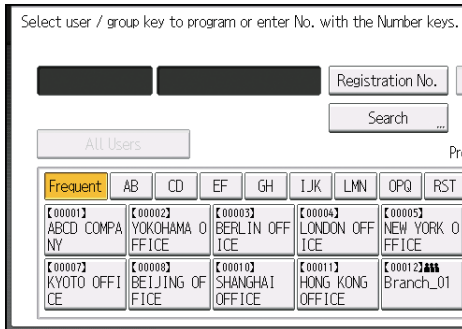 Select user / group key to program or enter No. with the Number keys.
Registration No.
Search ...
All Users
Pr
Frequent AB CD EF GH IJK LMN OPQ RST
【00001】 【00002】 【00003】 【00004】 【00005】
ABCD COMPA YOKOHAMA O BERLIN OFF LONDON OFF NEW YORK O
NY FFICE ICE ICE FFICE
【00007】 【00008】 【00010】 【00011】 【00012】
KYOTO OFFI BEIJING OF SHANGHAI HONG KONG Branch_01
CE FICE OFFICE OFFICE